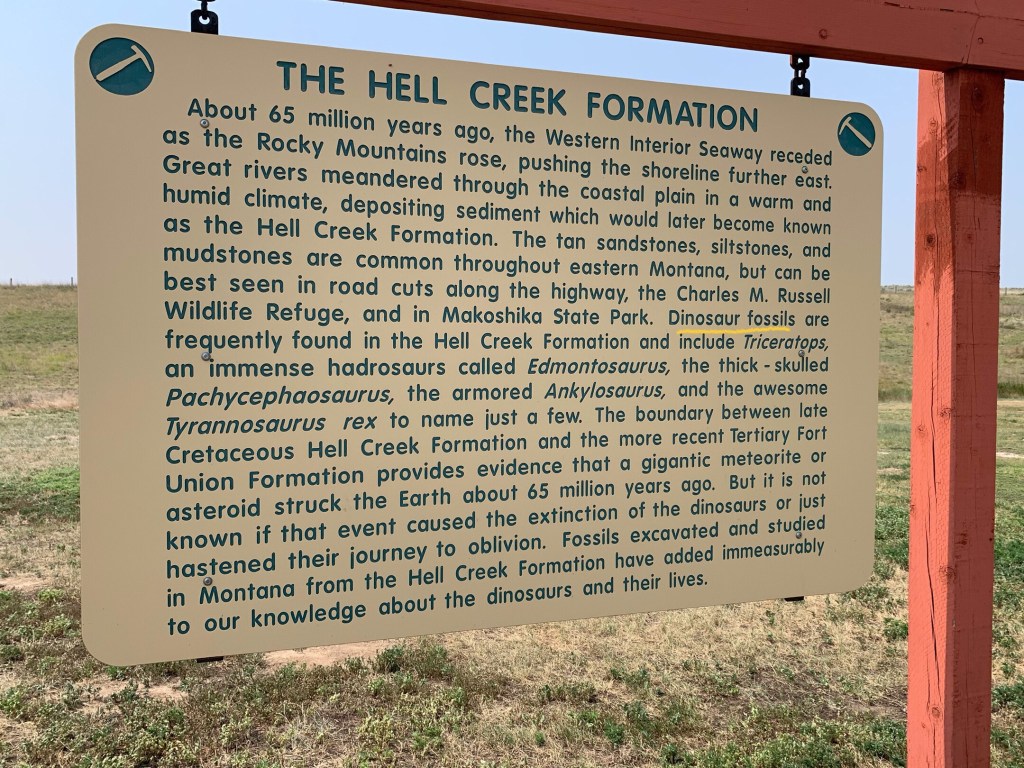 THE HELL CREEK FORMATION
About 65 million years ago, the Western Interior Seaway receded
as the Rocky Mountains rose, pushing the shoreline further east.
Great rivers meandered through the coastal plain in a warm and
humid climate, depositing sediment which would later become known
as the Hell Creek Formation. The tan sandstones, siltstones, and
mudstones are common throughout eastern Montana, but can be
best seen in road cuts along the highway, the Charles M. Russell
Wildlife Refuge, and in Makoshika State Park. Dinosaur fossils are
frequently found in the Hell Creek Formation and include Triceratops,
an immense hadrosaurs called Edmontosaurus, the thick - skulled
Pachycephaosaurus, the armored Ankylosaurus, and the awesome
Tyrannosaurus rex to name just a few. The boundary between late
Cretaceous Hell Creek Formation and the more recent Tertiary Fort
Union Formation provides evidence that a gigantic meteorite or
asteroid struck the Earth about 65 million years ago. But it is not
known if that event caused the extinction of the dinosaurs or just
hastened their journey to oblivion. Fossils excavated and studied
in Montana from the Hell Creek Formation have added immeasurably
to our knowledge about the dinosaurs and their lives.